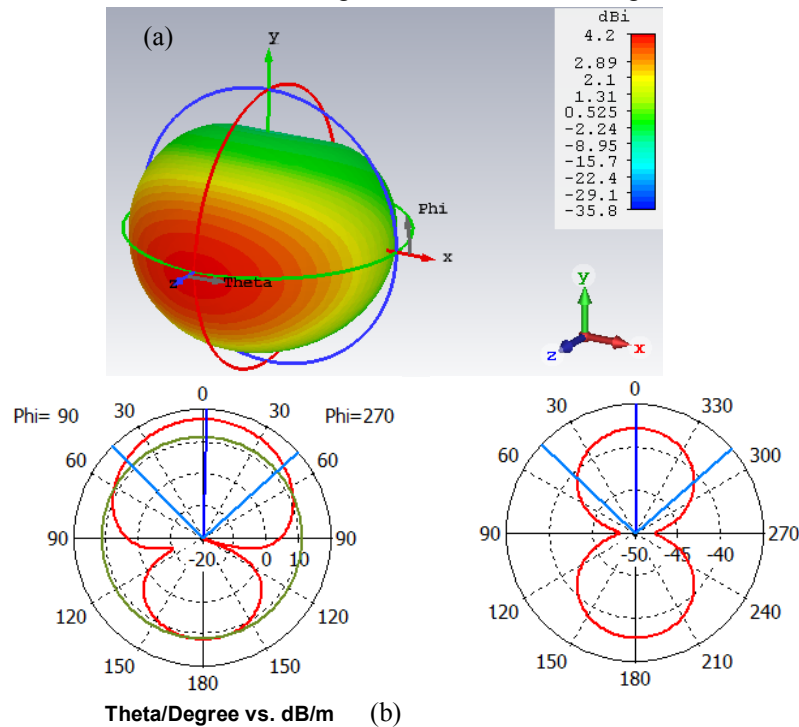 (a)
y
Phi
x
z
Theta
dBi
4.2
2.89
2.1
1.31
0.525
-2.24
-8.95
-15.7
-22.4
-29.1
-35.8
y
z
x
0
Phi= 90 30 30 Phi=270
60 60
90 -20. 0 10 90
120 120
150 150
180
0
30 330
60 300
90 -50. -45 -40 270
120 240
150 210
180
Theta/Degree vs. dB/m (b)